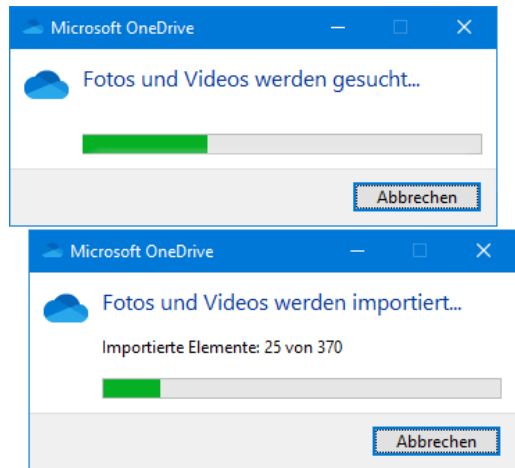 Microsoft OneDrive
Fotos und Videos werden gesucht...
Abbrechen
Microsoft OneDrive
Fotos und Videos werden importiert...
Importierte Elemente: 25 von 370
Abbrechen